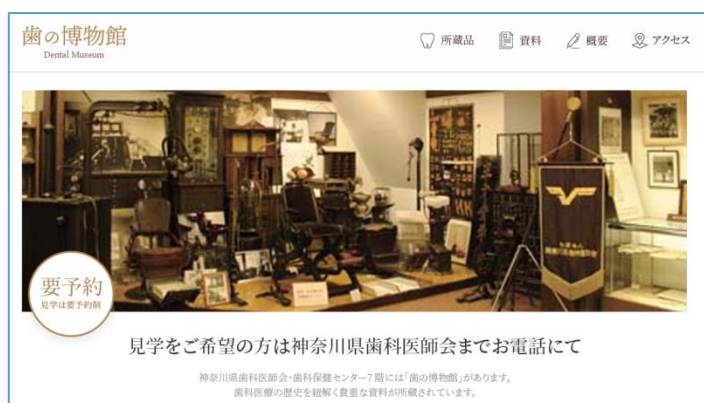 歯の博物館
Dental Museum
所蔵品
資料
概要
アクセス
要予約
見学は要予約制
見学をご希望の方は神奈川県歯科医師会までお電話にて
神奈川県歯科医師会・歯科保健センター7階には「歯の博物館」があります。
歯科医療の歴史を紐解く貴重な資料が所蔵されています。